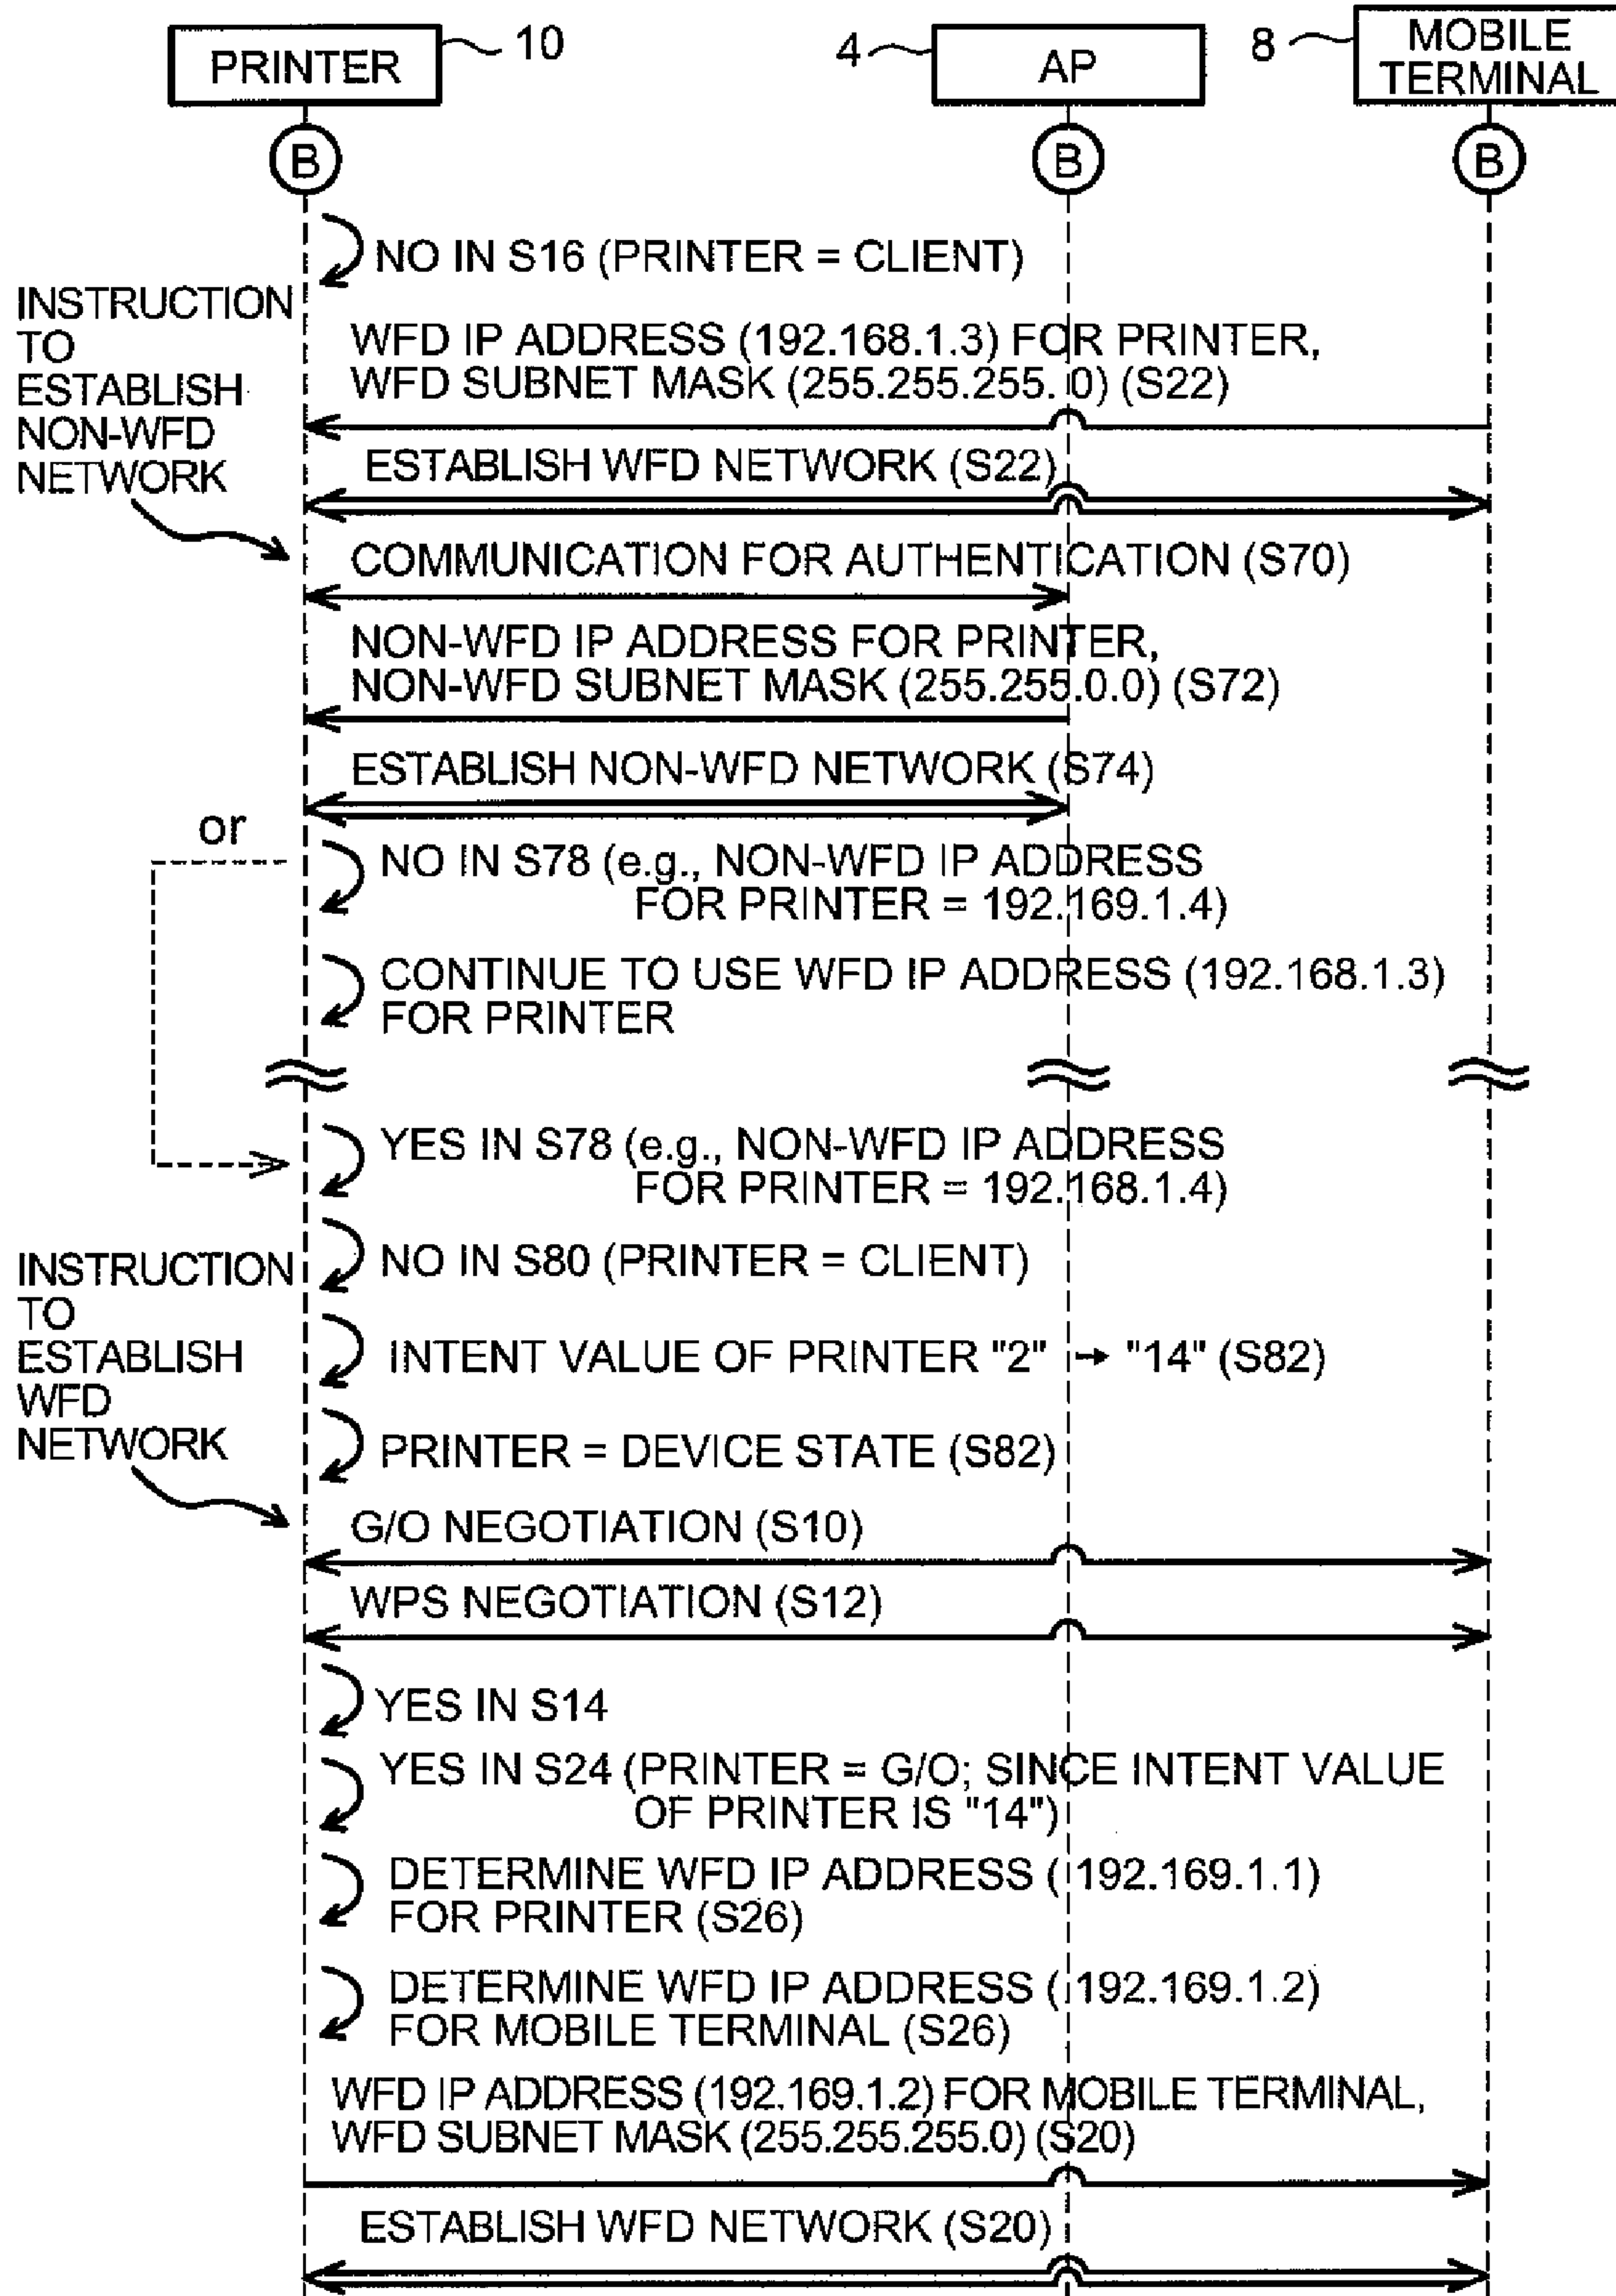 PRINTER
10
4
AP
8
MOBILE
TERMINAL
B
B
B
NO IN S16 (PRINTER = CLIENT)
INSTRUCTION
TO
ESTABLISH
NON-WFD
NETWORK
WFD IP ADDRESS (192.168.1.3) FOR PRINTER,
WFD SUBNET MASK (255.255.255. 0) (S22)
ESTABLISH WFD NETWORK (S22)
COMMUNICATION FOR AUTHENTICATION (S70)
NON-WFD IP ADDRESS FOR PRINTER,
NON-WFD SUBNET MASK (255.255.0.0) (S72)
ESTABLISH NON-WFD NETWORK (S74)
or
NO IN S78 (e.g., NON-WFD IP ADDRESS
FOR PRINTER = 192.169.1.4)
CONTINUE TO USE WFD IP ADDRESS (192.168.1.3)
FOR PRINTER
YES IN S78 (e.g., NON-WFD IP ADDRESS
FOR PRINTER = 192.168.1.4)
NO IN S80 (PRINTER = CLIENT)
INSTRUCTION
TO
ESTABLISH
WFD
NETWORK
INTENT VALUE OF PRINTER "2" → "14" (S82)
PRINTER = DEVICE STATE (S82)
G/O NEGOTIATION (S10)
WPS NEGOTIATION (S12)
YES IN S14
YES IN S24 (PRINTER = G/O; SINCE INTENT VALUE
OF PRINTER IS "14")
DETERMINE WFD IP ADDRESS ( 192.169.1.1)
FOR PRINTER (S26)
DETERMINE WFD IP ADDRESS ( 192.169.1.2)
FOR MOBILE TERMINAL (S26)
WFD IP ADDRESS (192.169.1.2) FOR MOBILE TERMINAL,
WFD SUBNET MASK (255.255.255.0) (S20)
ESTABLISH WFD NETWORK (S20)